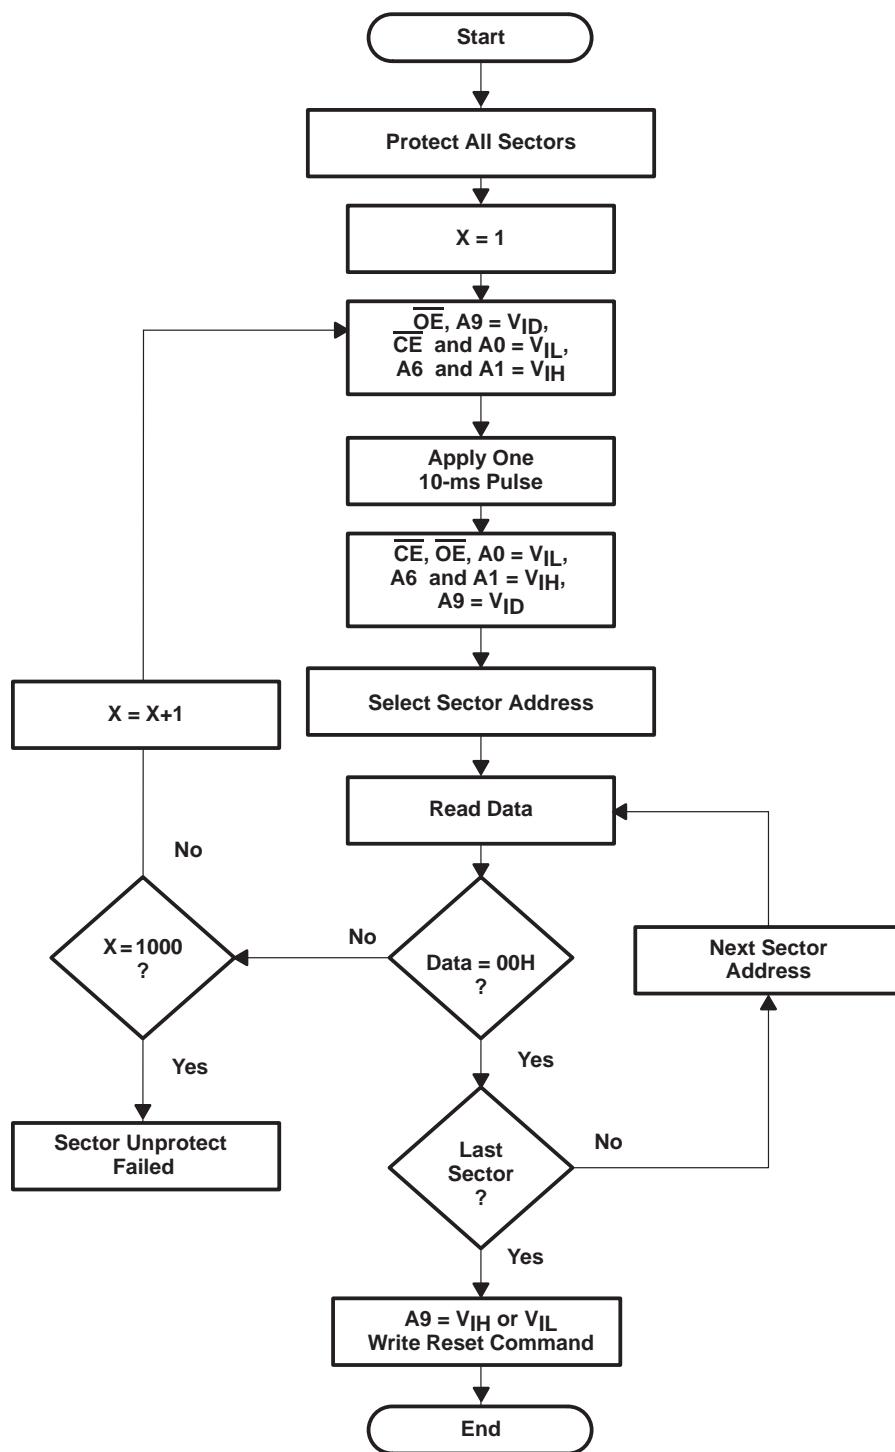 Start
Protect All Sectors
X = 1
OE, A9 = VID,
CE and A0 = VIL,
A6 and A1 = VIH
Apply One
10-ms Pulse
CE, OE, A0 = VIL,
A6 and A1 = VIH,
A9 = VID
Select Sector Address
X = X+1
Read Data
No
X = 1000
?
No
Data = 00H
?
Next Sector
Address
Yes
Yes
Sector Unprotect
Failed
Last
Sector
?
No
Yes
A9 = VIH or VIL
Write Reset Command
End